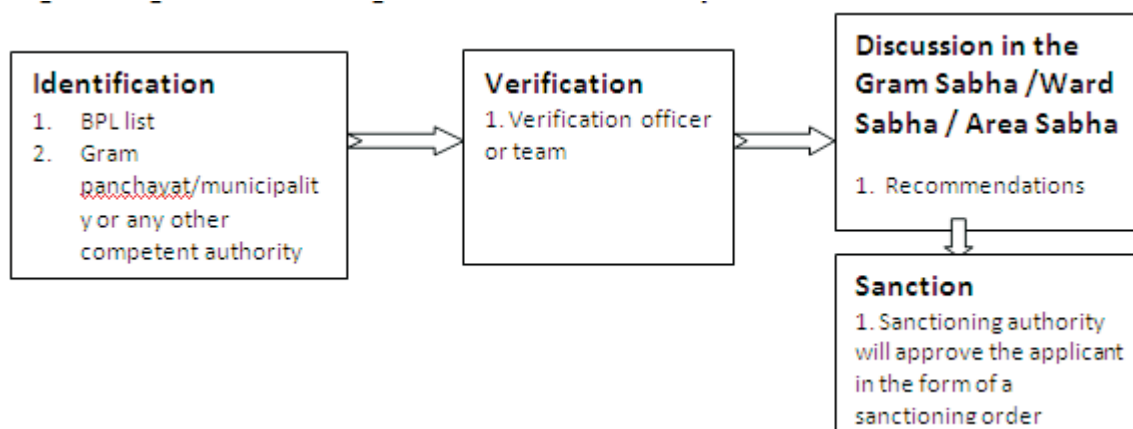 Identification
1. BPL list
2. Gram
panchayat/municipalit
y or any other
competent authority
Verification
1. Verification officer
or team
Discussion in the
Gram Sabha /Ward
Sabha / Area Sabha
1. Recommendations
Sanction
1. Sanctioning authority
will approve the applicant
in the form of a
sanctioning order